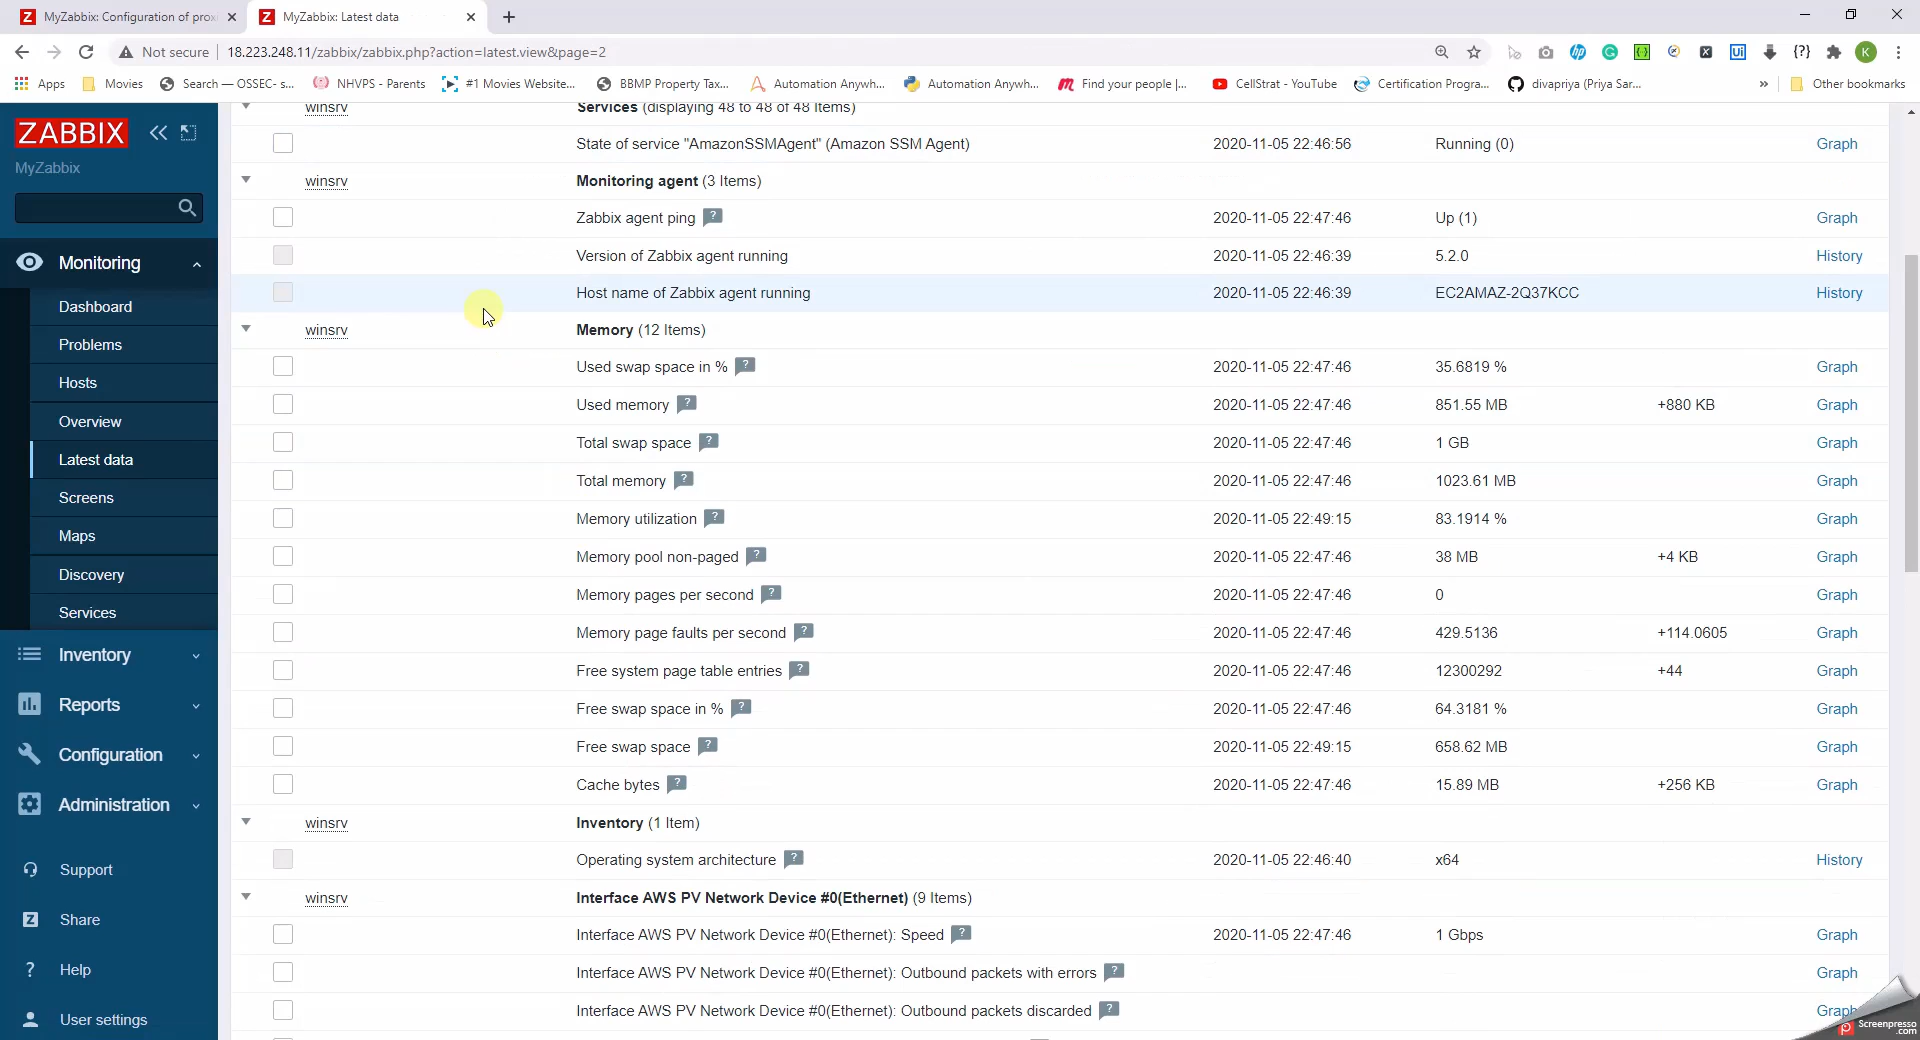 MyZabbix: Configuration of prox
MyZabbix: Latest data
Not secure
18.223.248.11/zabbix/zabbix.php?action=latest.view&page=2
Apps
Movies
Search — OSSEC- s...
NHVPS - Parents
#1 Movies Website...
BBMP Property Tax...
Automation Anywh...
Automation Anywh...
Find your people |...
CellStrat - YouTube
Certification Progra...
divapriya (Priya Sar...
»
Other bookmarks
ZABBIX
MyZabbix
Monitoring
Dashboard
Problems
Hosts
Overview
Latest data
Screens
Maps
Discovery
Services
Inventory
Reports
Configuration
Administration
Support
Share
Help
User settings
winsrv Services (displaying 48 to 48 of 48 Items)
State of service "AmazonSSMAgent" (Amazon SSM Agent) 2020-11-05 22:46:56 Running (0) Graph
winsrv Monitoring agent (3 Items)
Zabbix agent ping ? 2020-11-05 22:47:46 Up (1) Graph
Version of Zabbix agent running 2020-11-05 22:46:39 5.2.0 History
Host name of Zabbix agent running 2020-11-05 22:46:39 EC2AMAZ-2Q37KCC History
winsrv Memory (12 Items)
Used swap space in % ? 2020-11-05 22:47:46 35.6819 % Graph
Used memory ? 2020-11-05 22:47:46 851.55 MB +880 KB Graph
Total swap space ? 2020-11-05 22:47:46 1 GB Graph
Total memory ? 2020-11-05 22:47:46 1023.61 MB Graph
Memory utilization ? 2020-11-05 22:49:15 83.1914 % Graph
Memory pool non-paged ? 2020-11-05 22:47:46 38 MB +4 KB Graph
Memory pages per second ? 2020-11-05 22:47:46 0 Graph
Memory page faults per second ? 2020-11-05 22:47:46 429.5136 +114.0605 Graph
Free system page table entries ? 2020-11-05 22:47:46 12300292 +44 Graph
Free swap space in % ? 2020-11-05 22:47:46 64.3181 % Graph
Free swap space ? 2020-11-05 22:49:15 658.62 MB Graph
Cache bytes ? 2020-11-05 22:47:46 15.89 MB +256 KB Graph
winsrv Inventory (1 Item)
Operating system architecture ? 2020-11-05 22:46:40 x64 History
winsrv Interface AWS PV Network Device #0(Ethernet) (9 Items)
Interface AWS PV Network Device #0(Ethernet): Speed ? 2020-11-05 22:47:46 1 Gbps Graph
Interface AWS PV Network Device #0(Ethernet): Outbound packets with errors ? Graph
Interface AWS PV Network Device #0(Ethernet): Outbound packets discarded ? Graph
Screenpresso
.com